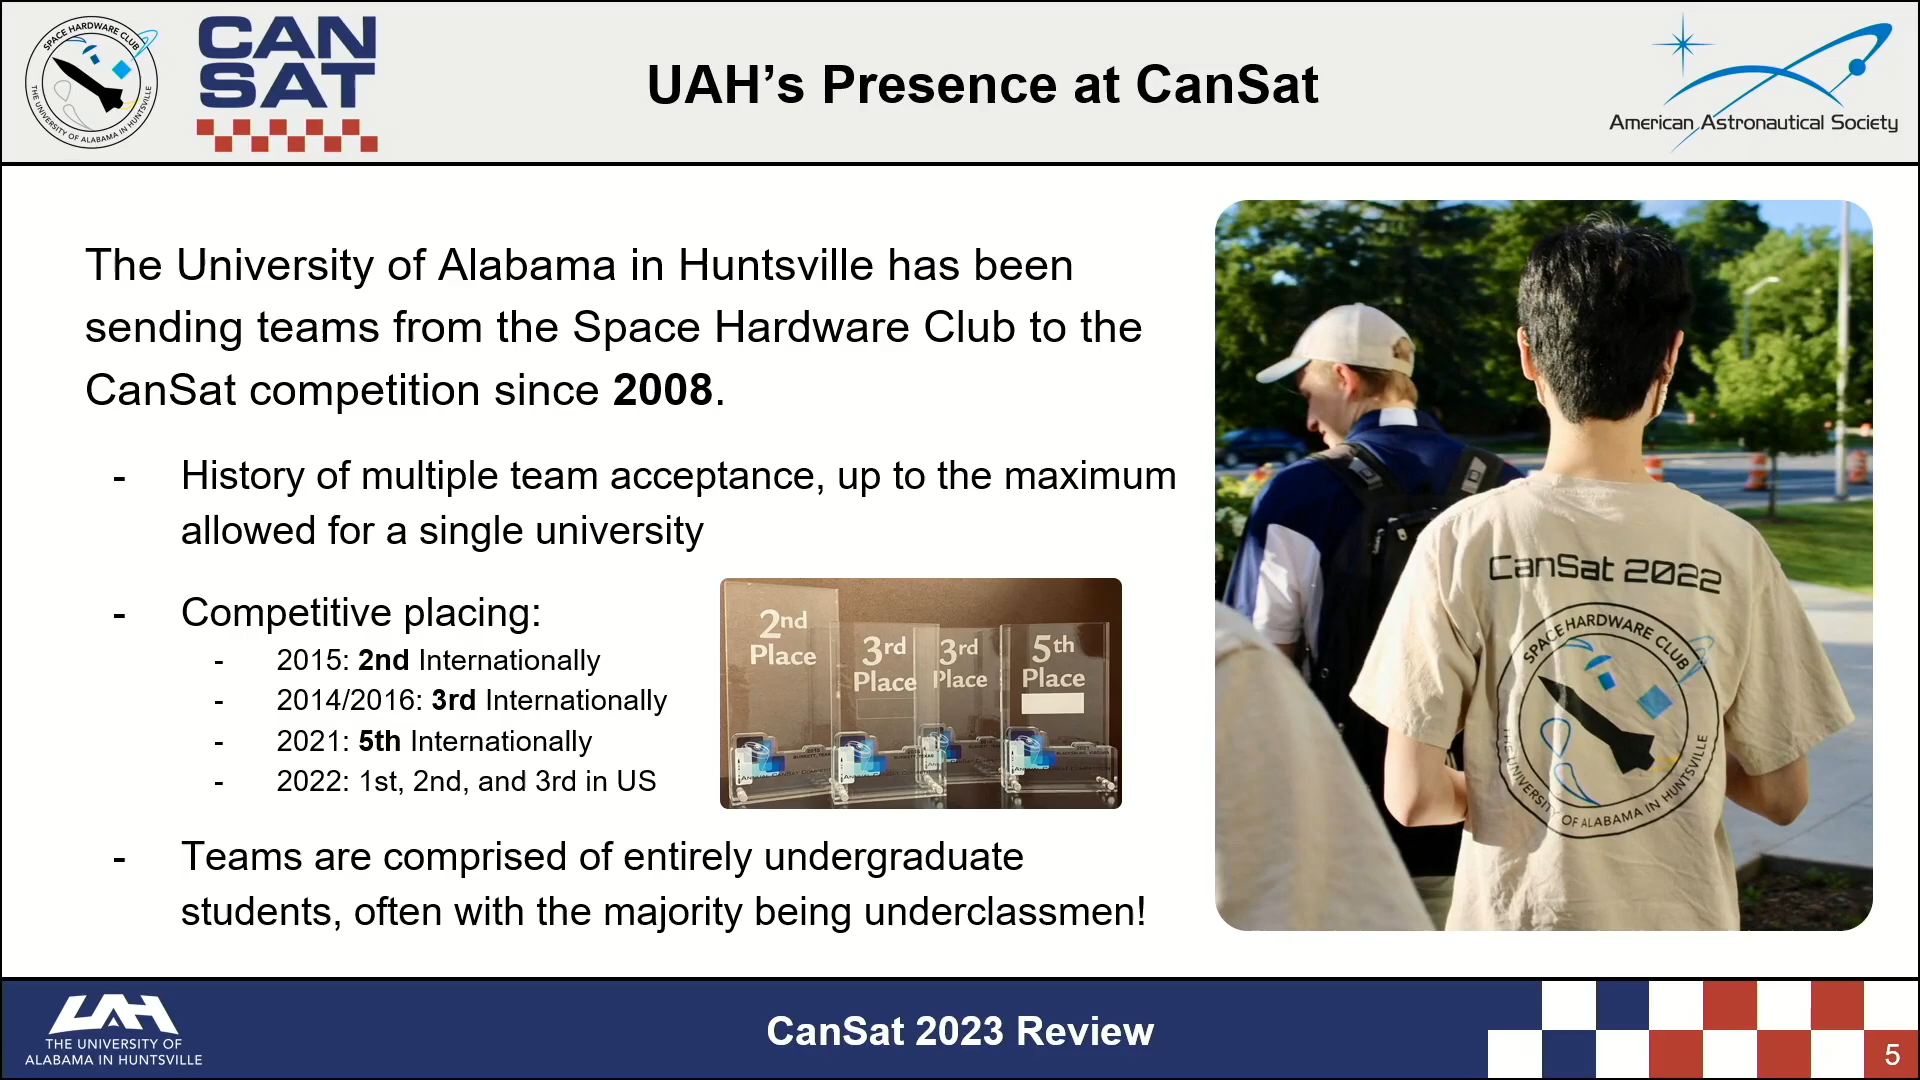 SPACE HARDWARE CLUB
THE UNIVERSITY OF ALABAMA IN HUNTSVILLE
CAN
SAT
UAH’s Presence at CanSat
American Astronautical Society
The University of Alabama in Huntsville has been
sending teams from the Space Hardware Club to the
CanSat competition since 2008.
- History of multiple team acceptance, up to the maximum
allowed for a single university
- Competitive placing:
- 2015: 2nd Internationally
- 2014/2016: 3rd Internationally
- 2021: 5th Internationally
- 2022: 1st, 2nd, and 3rd in US
2nd
Place
3rd
Place
3rd
Place
5th
Place
- Teams are comprised of entirely undergraduate
students, often with the majority being underclassmen!
CanSat 2022
SPACE HARDWARE CLUB
THE UNIVERSITY OF ALABAMA IN HUNTSVILLE
UAH
THE UNIVERSITY OF
ALABAMA IN HUNTSVILLE
CanSat 2023 Review
5